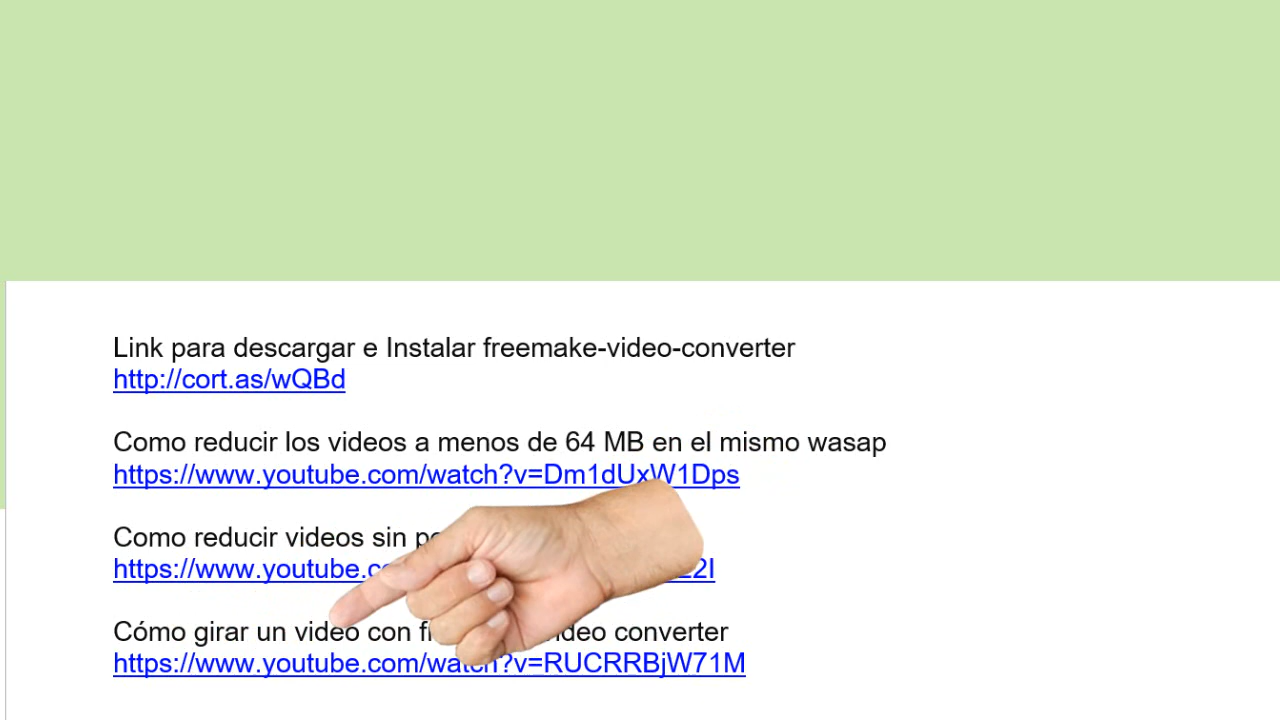 Link para descargar e Instalar freemake-video-converter
http://cort.as/wQBd
Como reducir los videos a menos de 64 MB en el mismo wasap
https://www.youtube.com/watch?v=Dm1dUxW1Dps
Como reducir videos sin
https://www.youtube.
Cómo girar un video con converter
https://www.youtube.com/watch?v=RUCRRBjW71M